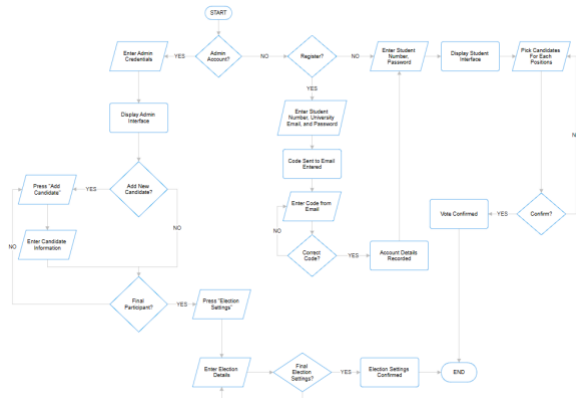 START
Enter Admin
Credentials
YES
Admin
Account?
NO
Register?
NO
Enter Student
Number,
Password
Display Student
Interface
Pick Candidates
For Each
Positions
YES
Display Admin
Interface
Enter Student
Number, University
Email, and Password
Code Sent to Email
Entered
Press "Add
Candidate"
YES
Add New
Candidate?
Enter Code from
Email
Vote Confirmed
YES
Confirm?
NO
Enter Candidate
Information
NO
NO
Correct
Code?
YES
Account Details
Recorded
Final
Participant?
YES
Press "Election
Settings"
Enter Election
Details
Final
Election
Settings?
YES
Election Settings
Confirmed
END